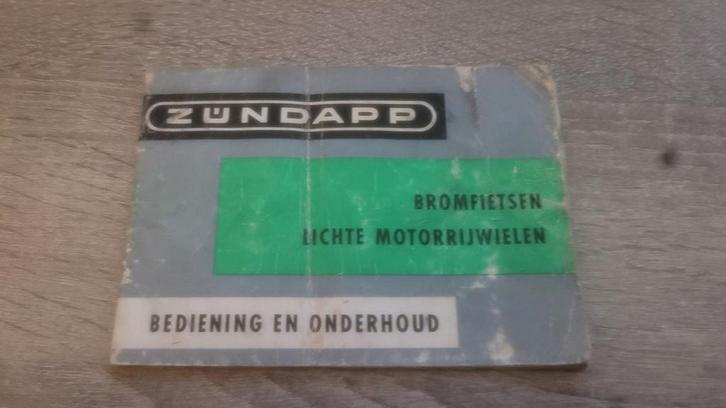 ZÜNDAPP
BROMFIETSEN
LICHTE MOTORRIJWIELEN
BEDIENING EN ONDERHOUD